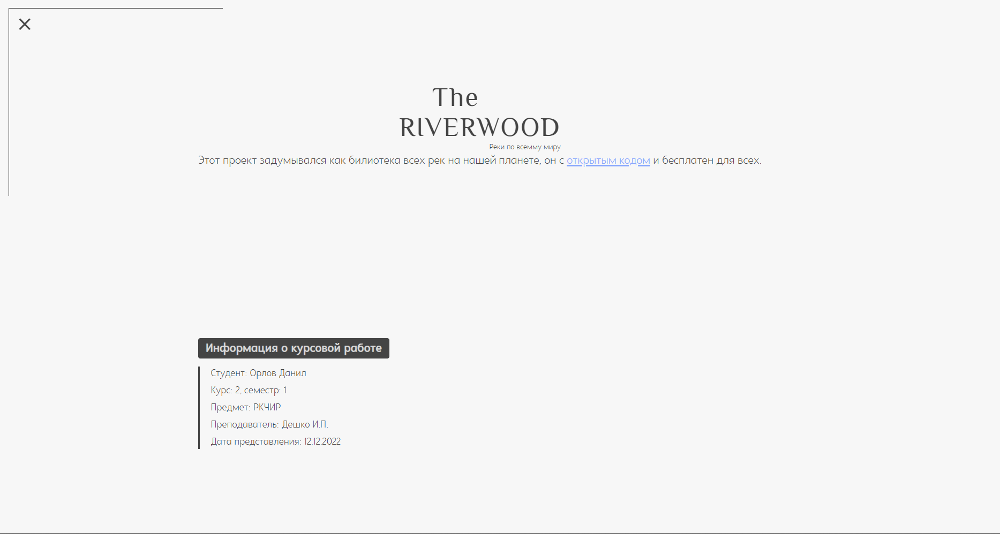 The
RIVERWOOD
Реки по всемму миру
Этот проект задумывался как билиотека всех рек на нашей планете, он с открытым кодом и бесплатен для всех.
Информация о курсовой работе
Студент: Орлов Данил
Курс: 2, семестр: 1
Предмет: РКЧИР
Преподаватель: Дешко И.П.
Дата представления: 12.12.2022